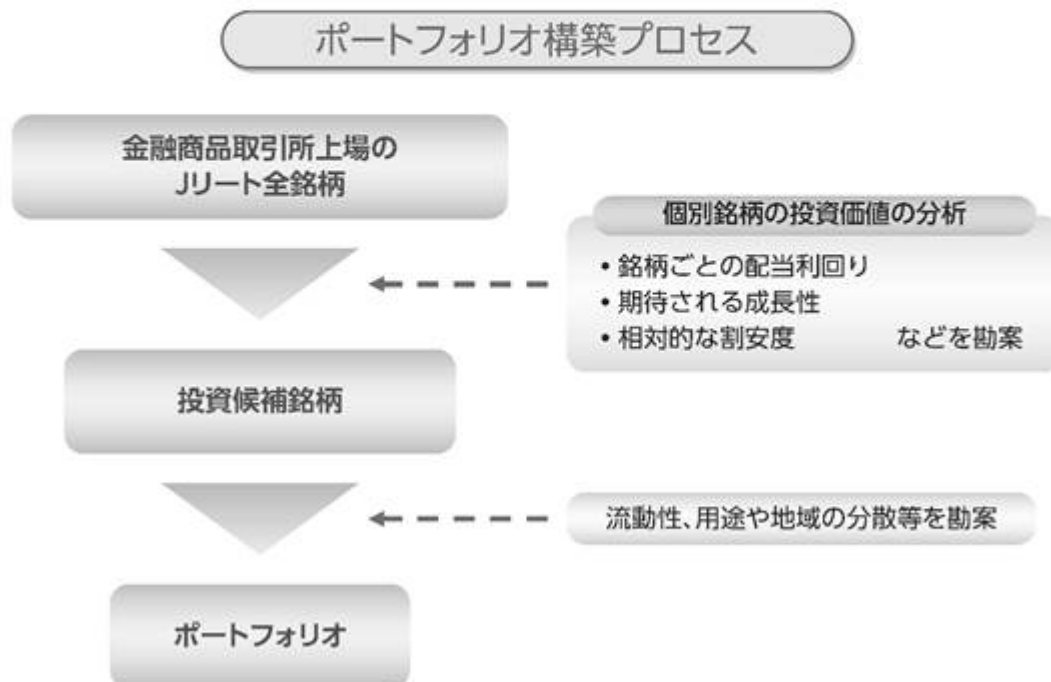 ポートフォリオ構築プロセス
金融商品取引所上場の
Jリート全銘柄
個別銘柄の投資価値の分析
• 銘柄ごとの配当利回り
• 期待される成長性
• 相対的な割安度 などを勘案
投資候補銘柄
流動性、用途や地域の分散等を勘案
ポートフォリオ